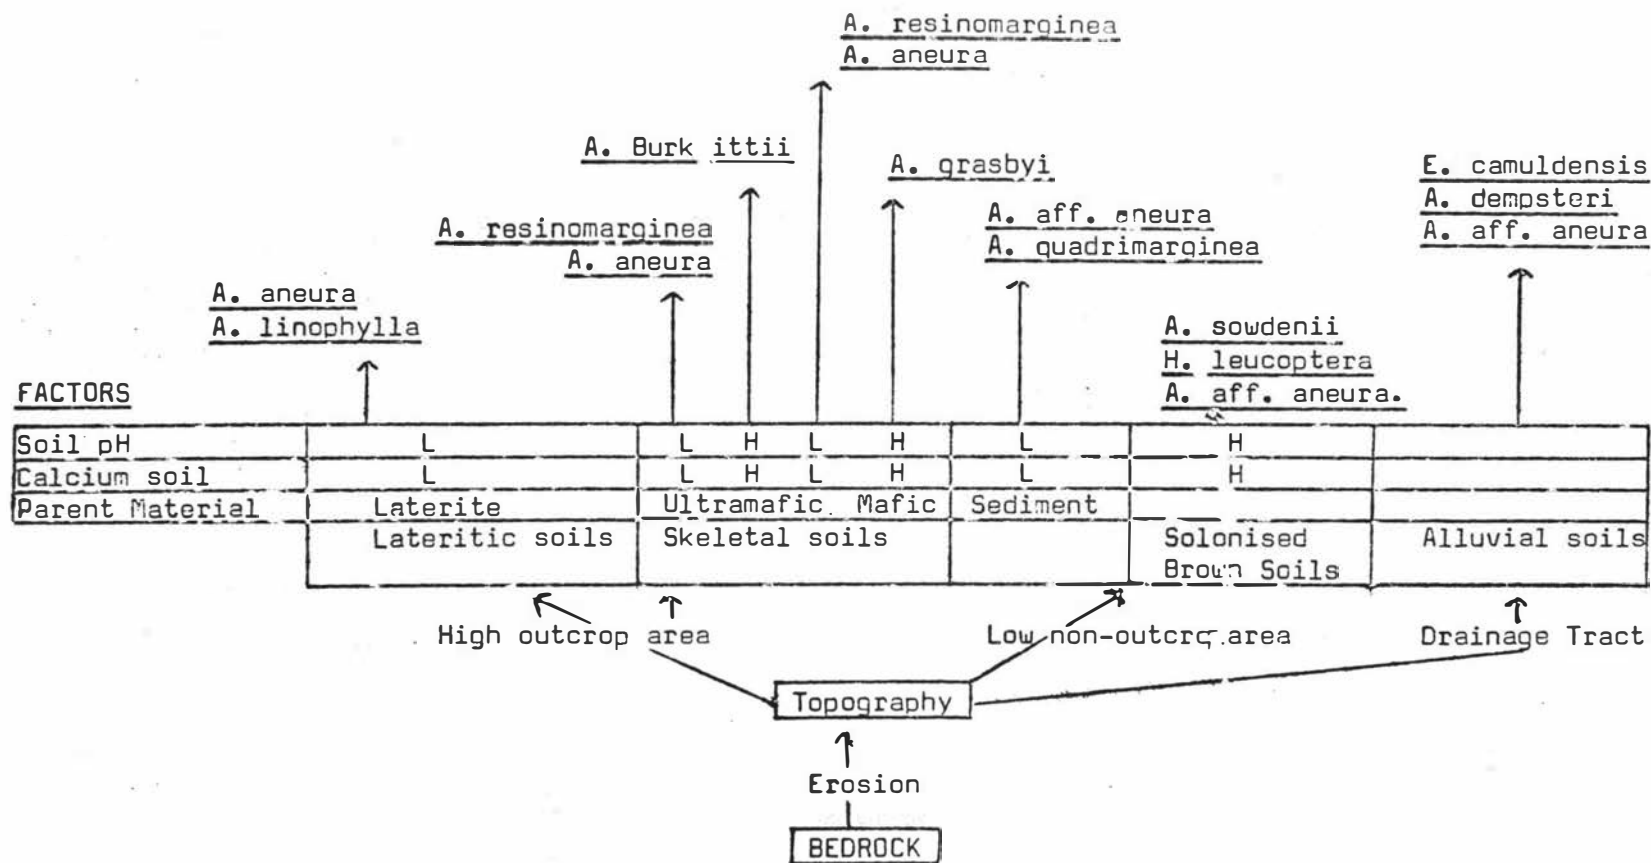 A. resinomarginea
A. aneura
A. Burk ittii
A. grasbyi
E. camuldensis
A. dempsteri
A. aff. aneura
A. aff. aneura
A. quadrimarginea
A. resinomarginea
A. aneura
A. aneura
A. linophylla
A. sowdenii
H. leucoptera
A. aff. aneura.
FACTORS
Soil pH L L H L H L H
Calcium soil L L H L H L H
Parent Material Laterite Ultramafic. Mafic Sediment
Lateritic soils Skeletal soils Solonised Brown Soils Alluvial soils
High outcrop area Low non-outcrop area Drainage Tract
Topography
Erosion
BEDROCK